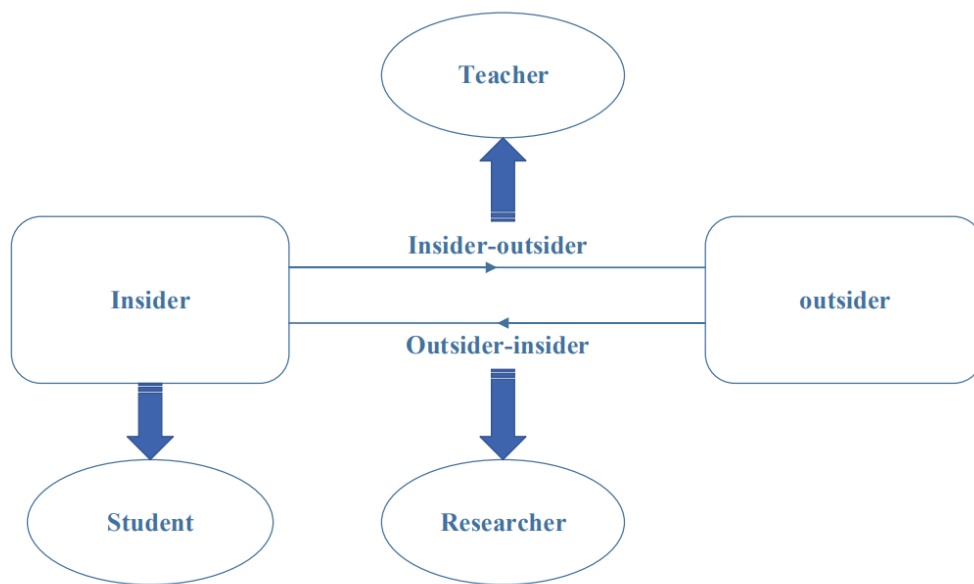 Teacher
Insider-outsider
Insider
outsider
Outsider-insider
Student
Researcher